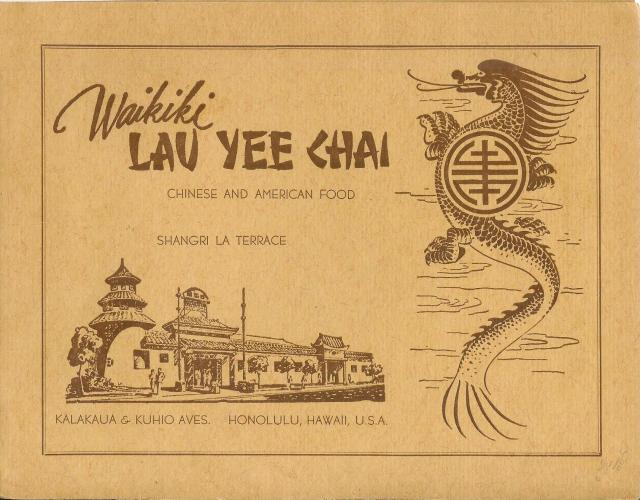 Waikiki
LAU YEE CHAI
CHINESE AND AMERICAN FOOD
SHANGRI LA TERRACE
KALAKAUA & KUHIO AVES. HONOLULU, HAWAII, U.S.A.